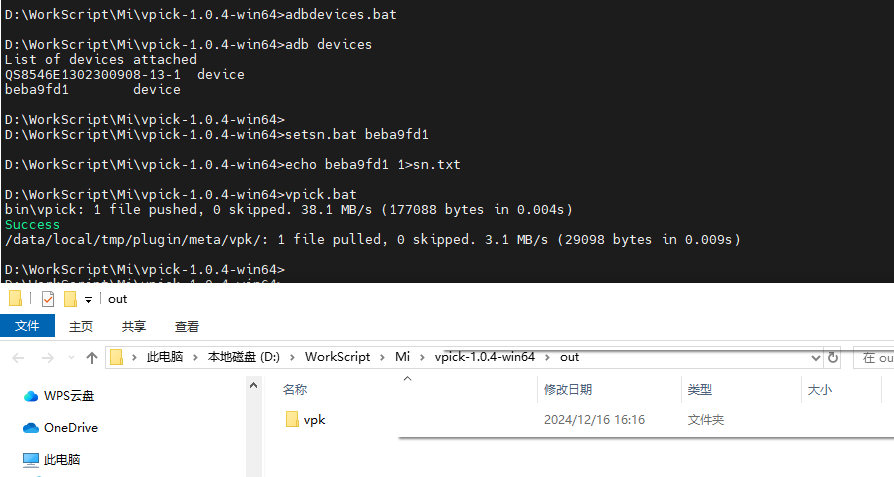 D:\WorkScript\Mi\vpick-1.0.4-win64>adbdevices.bat
D:\WorkScript\Mi\vpick-1.0.4-win64>adb devices
List of devices attached
QS8546E1302300908-13-1  device
beba9fd1        device
D:\WorkScript\Mi\vpick-1.0.4-win64>
D:\WorkScript\Mi\vpick-1.0.4-win64>setsn.bat beba9fd1
D:\WorkScript\Mi\vpick-1.0.4-win64>echo beba9fd1 1>sn.txt
D:\WorkScript\Mi\vpick-1.0.4-win64>vpick.bat
bin\vpick: 1 file pushed, 0 skipped. 38.1 MB/s (177088 bytes in 0.004s)
Success
/data/local/tmp/plugin/meta/vpk/: 1 file pulled, 0 skipped. 3.1 MB/s (29098 bytes in 0.009s)
D:\WorkScript\Mi\vpick-1.0.4-win64>
out
文件 主页 共享 查看
此电脑 > 本地磁盘 (D:) > WorkScript > Mi > vpick-1.0.4-win64 > out 在 ou
WPS云盘
OneDrive
此电脑
名称 修改日期 类型 大小
vpk 2024/12/16 16:16 文件夹